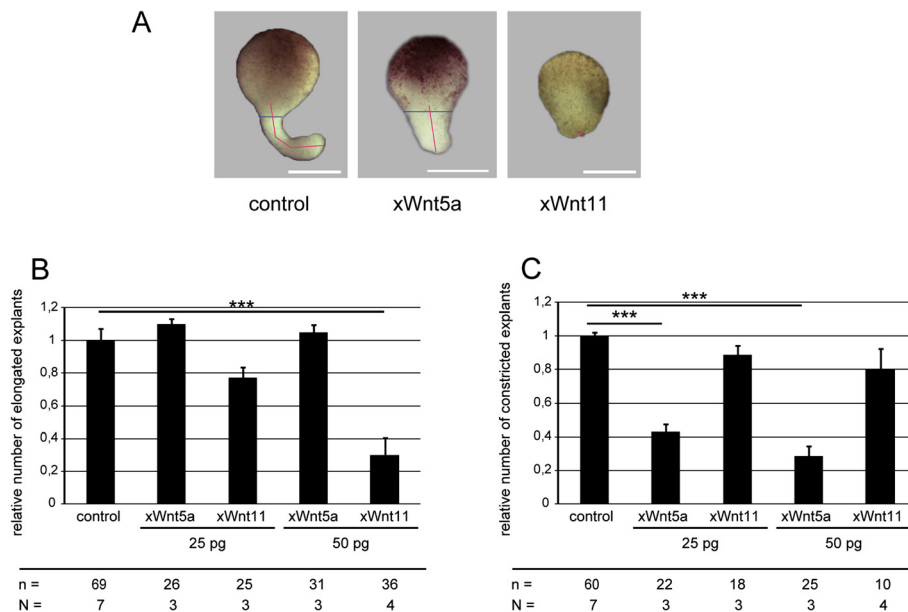 A
control
xWnt5a
xWnt11
B
relative number of elongated explants
1,2
1
0,8
0,6
0,4
0,2
0
***
control
xWnt5a
xWnt11
xWnt5a
xWnt11
25 pg
50 pg
n = 69 26 25 31 36
N = 7 3 3 3 4
C
relative number of constricted explants
1,2
1
0,8
0,6
0,4
0,2
0
***
***
control
xWnt5a
xWnt11
xWnt5a
xWnt11
25 pg
50 pg
n = 60 22 18 25 10
N = 7 3 3 3 4